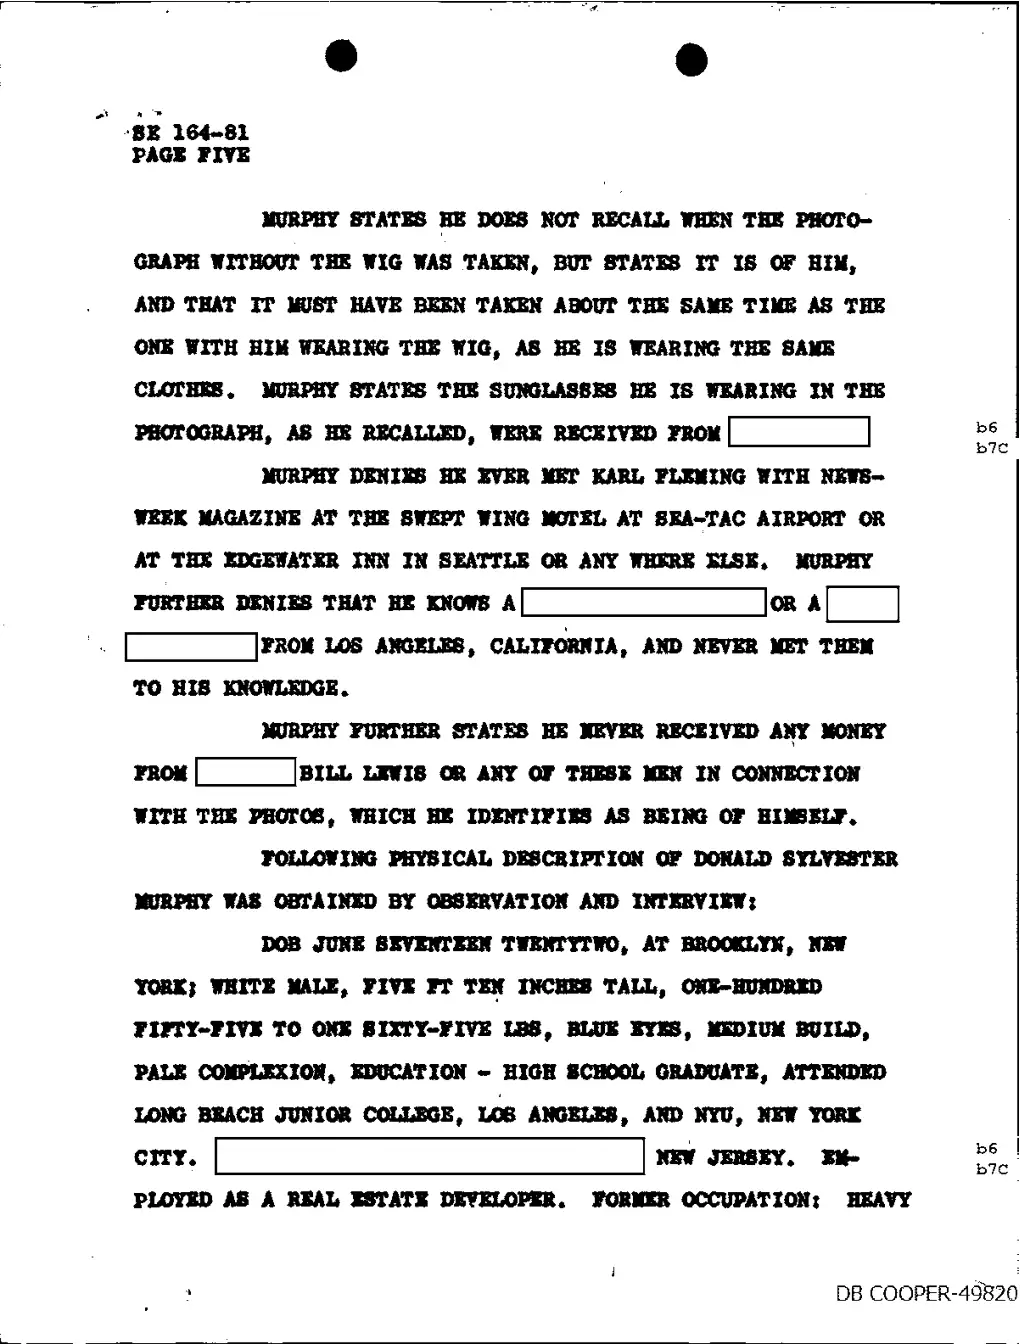 SE 164-81
PAGE FIVE
MURPHY STATES HE DOES NOT RECALL WHEN THE PHOTO-
GRAPH WITHOUT THE WIG WAS TAKEN, BUT STATES IT IS OF HIM,
AND THAT IT MUST HAVE BEEN TAKEN ABOUT THE SAME TIME AS THE
ONE WITH HIM WEARING THE WIG, AS HE IS WEARING THE SAME
CLOTHES. MURPHY STATES THE SUNGLASSES HE IS WEARING IN THE
PHOTOGRAPH, AS HE RECALLED, WERE RECEIVED FROM
b6
b7C
MURPHY DENIES HE EVER MET KARL FLEMING WITH NEWS-
WEEK MAGAZINE AT THE SWEPT WING MOTEL AT SEA-TAC AIRPORT OR
AT THE EDGEWATER INN IN SEATTLE OR ANY WHERE ELSE. MURPHY
FURTHER DENIES THAT HE KNOWS A OR A
FROM LOS ANGELES, CALIFORNIA, AND NEVER MET THEM
TO HIS KNOWLEDGE.
MURPHY FURTHER STATES HE NEVER RECEIVED ANY MONEY
FROM BILL LEWIS OR ANY OF THESE MEN IN CONNECTION
WITH THE PHOTOS, WHICH HE IDENTIFIES AS BEING OF HIMSELF.
FOLLOWING PHYSICAL DESCRIPTION OF DONALD SYLVESTER
MURPHY WAS OBTAINED BY OBSERVATION AND INTERVIEW:
DOB JUNE SEVENTEEN TWENTYTWO, AT BROOKLYN, NEW
YORK; WHITE MALE, FIVE FT TEN INCHES TALL, ONE-HUNDRED
FIFTY-FIVE TO ONE SIXTY-FIVE LBS, BLUE EYES, MEDIUM BUILD,
PALE COMPLEXION, EDUCATION - HIGH SCHOOL GRADUATE, ATTENDED
LONG BEACH JUNIOR COLLEGE, LOS ANGELES, AND NYU, NEW YORK
CITY. NEW JERSEY. EM-
b6
b7C
PLOYED AS A REAL ESTATE DEVELOPER. FORMER OCCUPATION: HEAVY
DB COOPER-49820